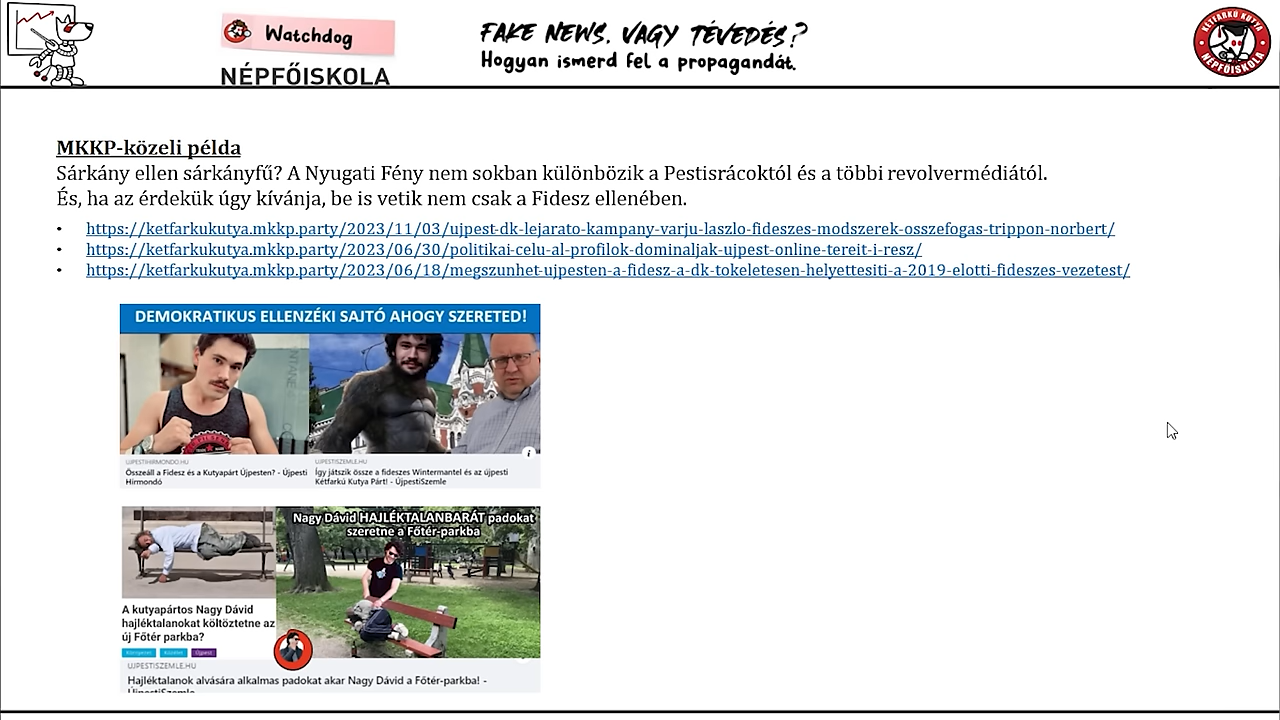 Watchdog
NÉPFŐISKOLA
FAKE NEWS, VAGY TÉVEDÉS?
Hogyan ismerd fel a propagandát.
KÉTFARKÚ KUTYA
NÉPFŐISKOLA
MKKP-közeli példa
Sárkány ellen sárkányfű? A Nyugati Fény nem sokban különbözik a Pestisrácoktól és a többi revolvermédiától.
És, ha az érdekük úgy kívánja, be is vetik nem csak a Fidesz ellenében.
• https://ketfarkukutya.mkkp.party/2023/11/03/ujpest-dk-lejarato-kampany-varju-laszlo-fideszes-modszerek-osszefogas-trippon-norbert/
• https://ketfarkukutya.mkkp.party/2023/06/30/politikai-celu-al-profilok-dominaljak-ujpest-online-tereit-i-resz/
• https://ketfarkukutya.mkkp.party/2023/06/18/megszunhet-ujpesten-a-fidesz-a-dk-tokeletesen-helyettesiti-a-2019-elotti-fideszes-vezetest/
DEMOKRATIKUS ELLENZÉKI SAJTÓ AHOGY SZERETED!
UJPESTIHIRMONDO.HU
Összeáll a Fidesz és a Kutyapárt Újpesten? - Újpesti
Hírmondó
UJPESTISZEMLE.HU
Így játszik össze a fideszes Wintermantel és az újpesti
Kétfarkú Kutya Párt! - ÚjpestiSzemle
Nagy Dávid HAJLÉKTALANBARÁT padokat
szeretne a Főtér-parkba
A kutyapártos Nagy Dávid
hajléktalanokat költöztetne az
új Főtér parkba?
Közélet
Újpest
UJPESTISZEMLE.HU
Hajléktalanok alvására alkalmas padokat akar Nagy Dávid a Főtér-parkba! -
ÚjpestiSzemle